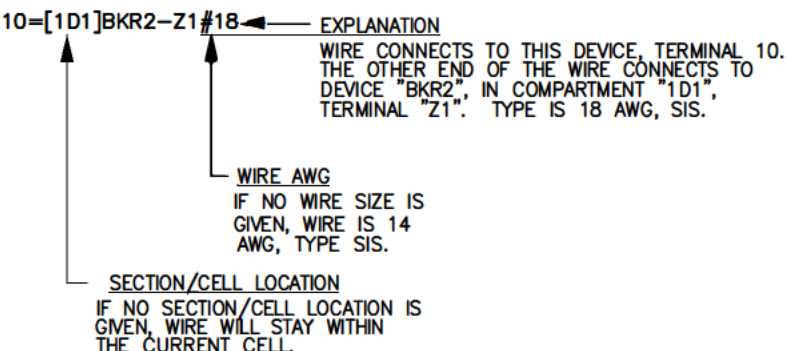 10=[1D1]BKR2-Z1#18 EXPLANATION
WIRE CONNECTS TO THIS DEVICE, TERMINAL 10.
THE OTHER END OF THE WIRE CONNECTS TO
DEVICE "BKR2", IN COMPARTMENT "1D1",
TERMINAL "Z1". TYPE IS 18 AWG, SIS.
WIRE AWG
IF NO WIRE SIZE IS
GIVEN, WIRE IS 14
AWG, TYPE SIS.
SECTION/CELL LOCATION
IF NO SECTION/CELL LOCATION IS
GIVEN, WIRE WILL STAY WITHIN
THE CURRENT CELL.